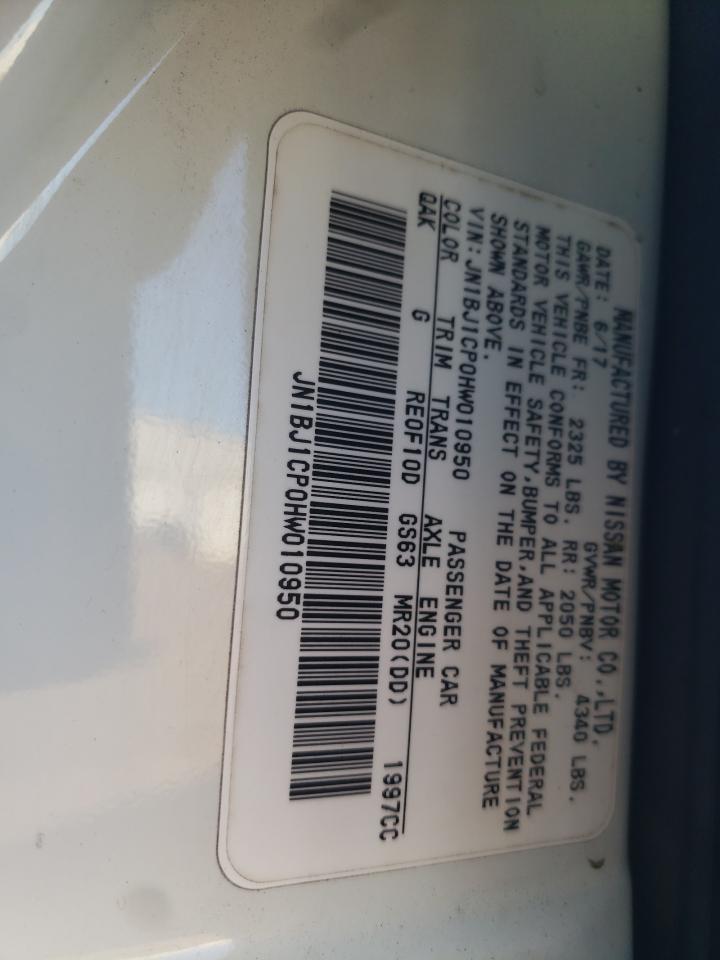 MANUFACTURED BY NISSAN MOTOR CO.,LTD.
DATE: 6/17 GVWR/PNBV: 4340 LBS.
GAWR/PNBE FR: 2325 LBS. RR: 2050 LBS.
THIS VEHICLE CONFORMS TO ALL APPLICABLE FEDERAL
MOTOR VEHICLE SAFETY,BUMPER,AND THEFT PREVENTION
STANDARDS IN EFFECT ON THE DATE OF MANUFACTURE
SHOWN ABOVE.
VIN:JN1BJ1CP0HW010950 PASSENGER CAR
COLOR TRIM TRANS AXLE ENGINE
QAK G RE0F10D GS63 MR20(DD) 1997CC
JN1BJ1CP0HW010950